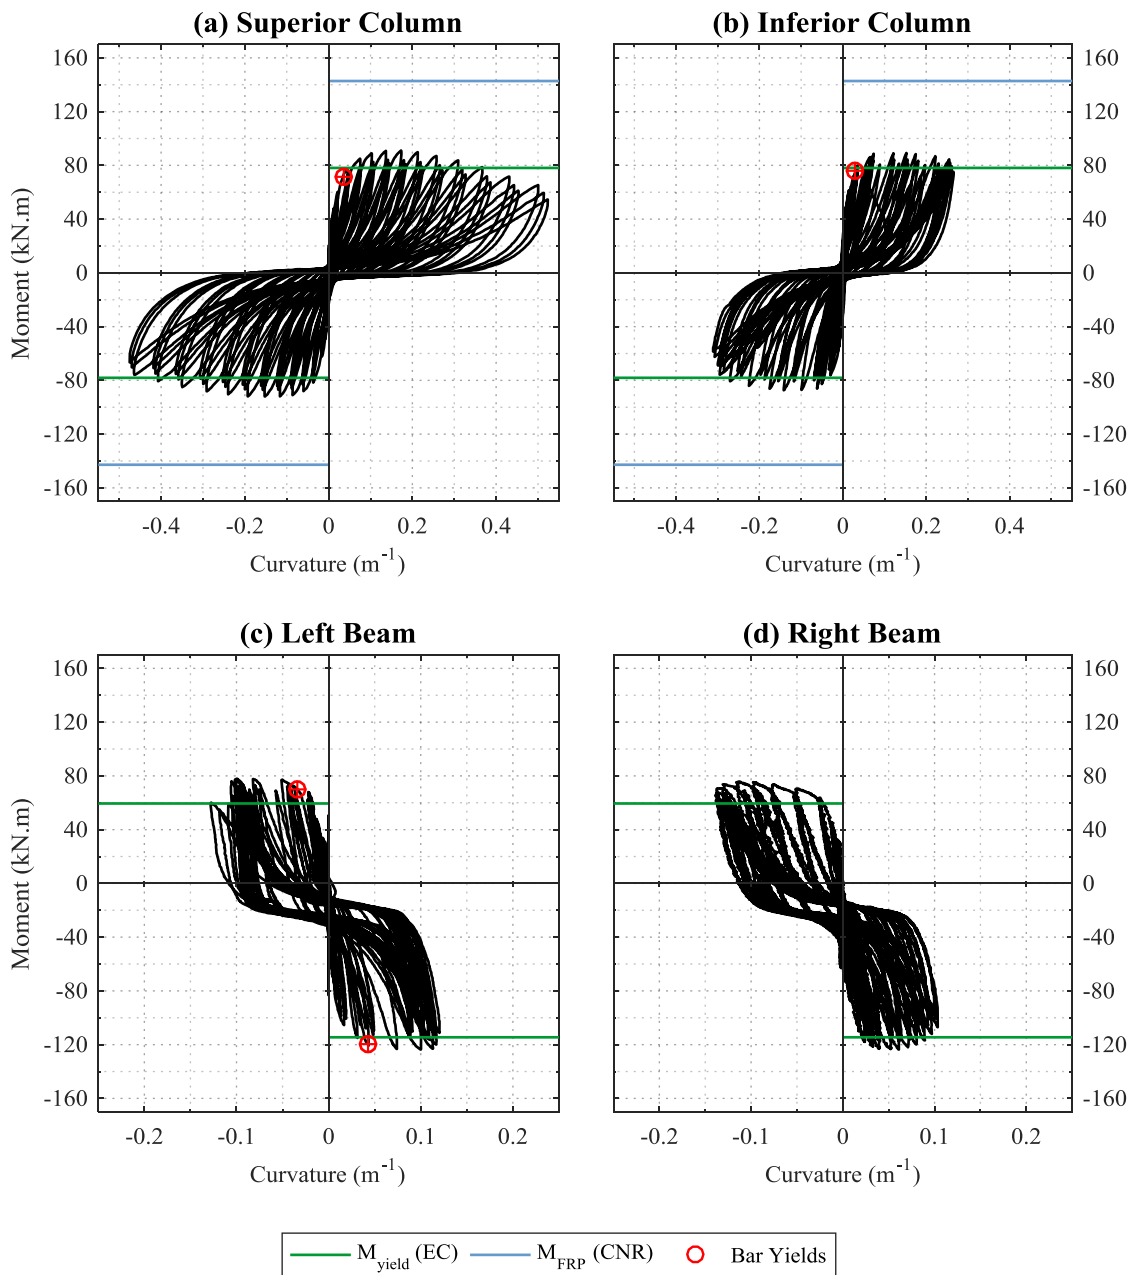 (a) Superior Column
(b) Inferior Column
160
120
80
40
0
-40
-80
-120
-160
Moment (kN.m)
-0.4 -0.2 0 0.2 0.4
Curvature (m⁻¹)
160
120
80
40
0
-40
-80
-120
-160
-0.4 -0.2 0 0.2 0.4
Curvature (m⁻¹)
(c) Left Beam
(d) Right Beam
160
120
80
40
0
-40
-80
-120
-160
Moment (kN.m)
-0.2 -0.1 0 0.1 0.2
Curvature (m⁻¹)
160
120
80
40
0
-40
-80
-120
-160
-0.2 -0.1 0 0.1 0.2
Curvature (m⁻¹)
M_yield (EC) M_FRP (CNR) Bar Yields